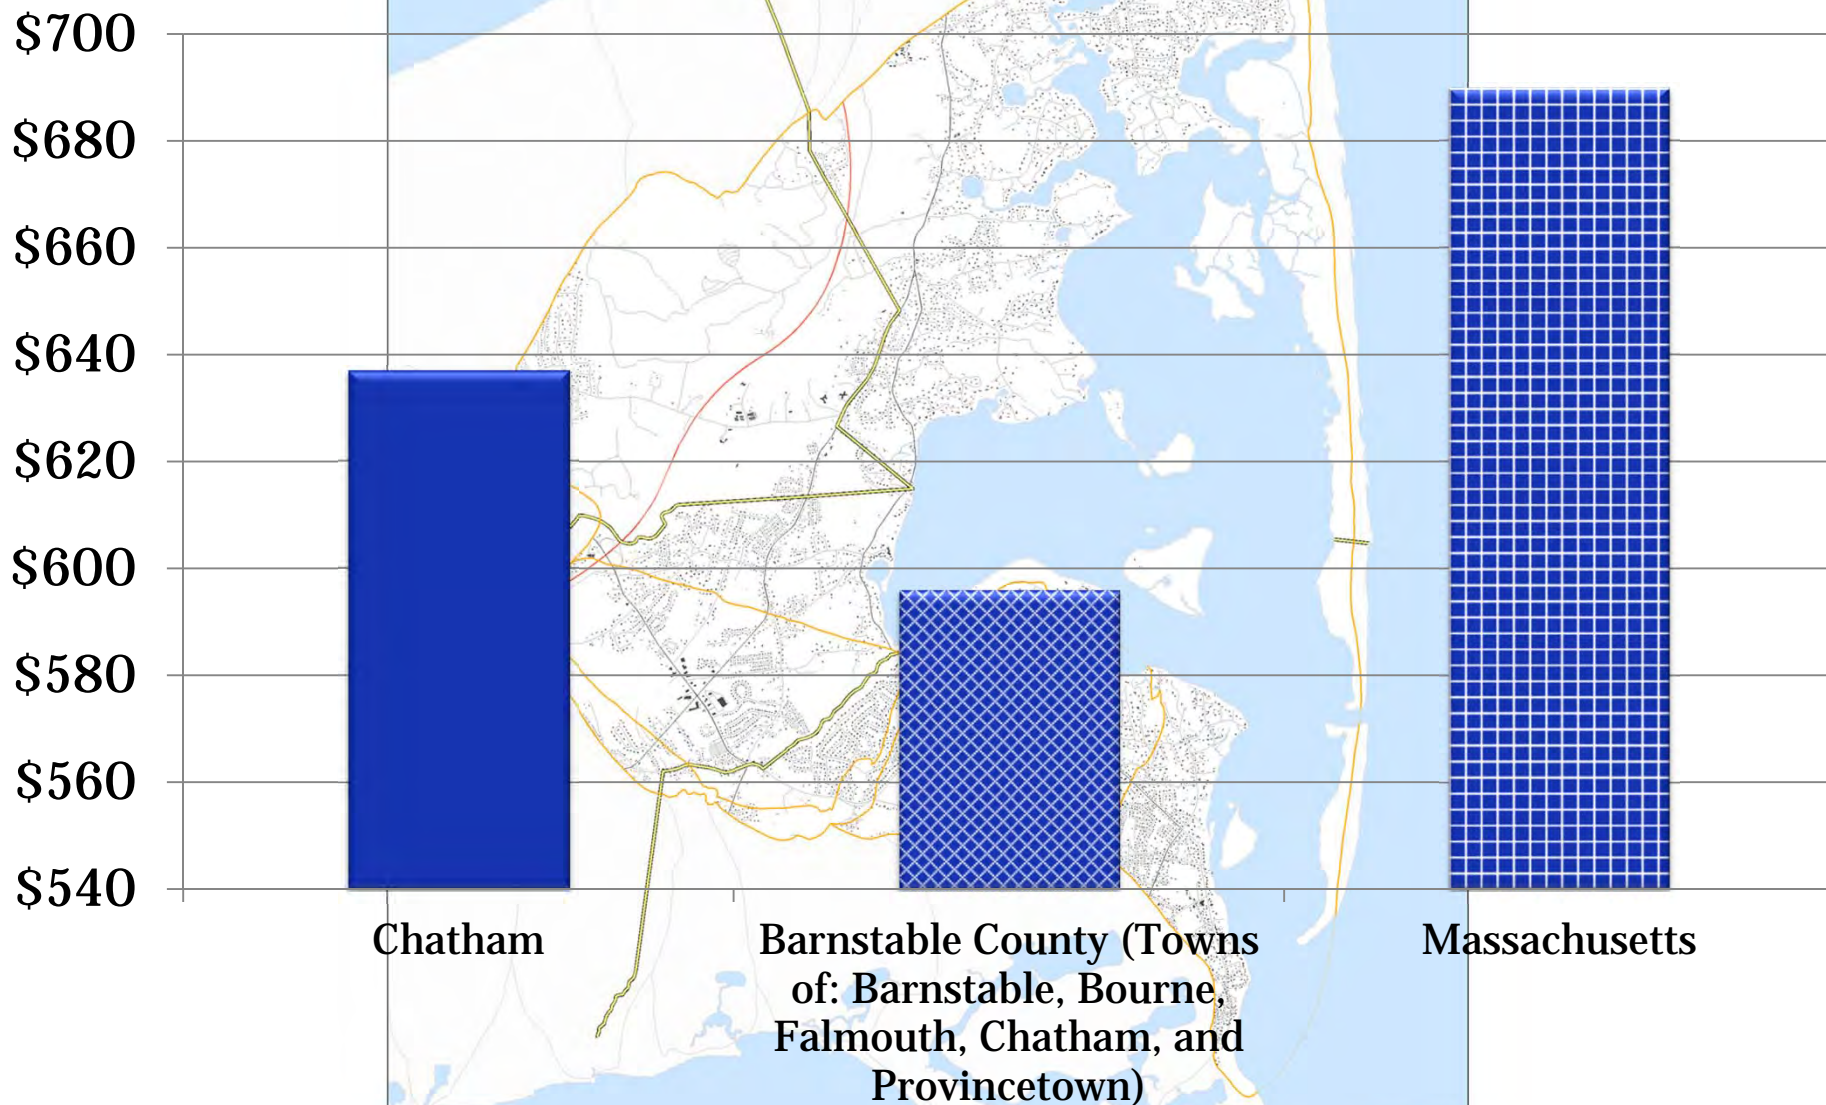 $700
$680
$660
$640
$620
$600
$580
$560
$540
Chatham
Barnstable County (Towns
of: Barnstable, Bourne,
Falmouth, Chatham, and
Provincetown)
Massachusetts